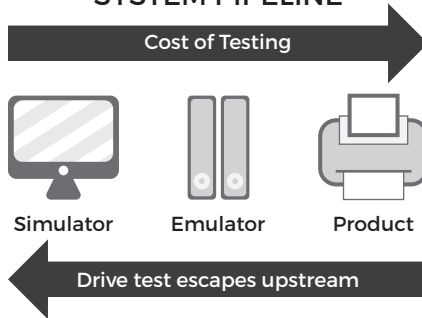 SYSTEM PIPELINE
Cost of Testing
Simulator Emulator Product
Drive test escapes upstream